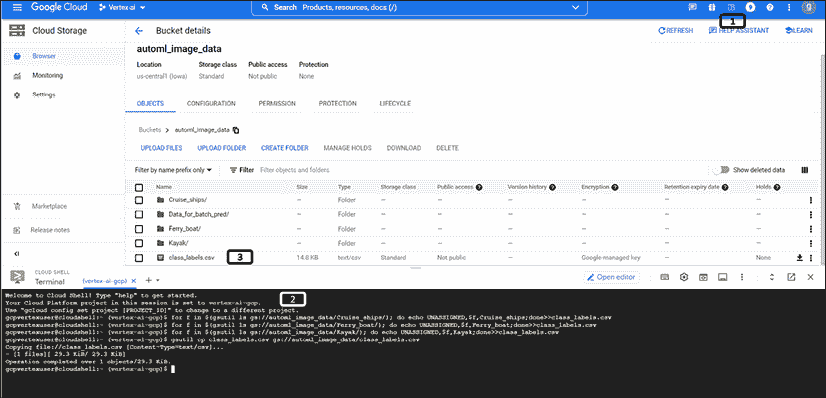 Google Cloud Vertex-ai Search Products, resources, docs (/) 9
1
Cloud Storage Bucket details REFRESH HELP ASSISTANT LEARN
Browser
Monitoring
Settings
automl_image_data
Location Storage class Public access Protection
us-central1 (Iowa) Standard Not public None
OBJECTS CONFIGURATION PERMISSION PROTECTION LIFECYCLE
Buckets > automl_image_data
UPLOAD FILES UPLOAD FOLDER CREATE FOLDER MANAGE HOLDS DOWNLOAD DELETE
Filter by name prefix only Filter Filter objects and folders Show deleted data
Name Size Type Storage class Public access Version history Encryption Retention expiry date Holds
Cruise_ships/ — Folder — — — — — —
Data_for_batch_pred/ — Folder — — — — — —
Ferry_boat/ — Folder — — — — — —
Kayak/ — Folder — — — — — —
class_labels.csv 3 14.8 KB text/csv Standard Not public — Google-managed key — None
Marketplace
Release notes
CLOUD SHELL
Terminal (vertex-ai-gcp) × + Open editor
2
Welcome to Cloud Shell! Type "help" to get started.
Your Cloud Platform project in this session is set to vertex-ai-gcp.
Use "gcloud config set project [PROJECT_ID]" to change to a different project.
gcpvertexuser@cloudshell:~ (vertex-ai-gcp)$ for f in $(gsutil ls gs://automl_image_data/Cruise_ships/); do echo UNASSIGNED,$f,Cruise_ships;done>>class_labels.csv
gcpvertexuser@cloudshell:~ (vertex-ai-gcp)$ for f in $(gsutil ls gs://automl_image_data/Ferry_boat/); do echo UNASSIGNED,$f,Ferry_boat;done>>class_labels.csv
gcpvertexuser@cloudshell:~ (vertex-ai-gcp)$ for f in $(gsutil ls gs://automl_image_data/Kayak/); do echo UNASSIGNED,$f,Kayak;done>>class_labels.csv
gcpvertexuser@cloudshell:~ (vertex-ai-gcp)$ gsutil cp class_labels.csv gs://automl_image_data/class_labels.csv
Copying file://class_labels.csv [Content-Type=text/csv]...
- [1 files][ 29.3 KiB/ 29.3 KiB]
Operation completed over 1 objects/29.3 KiB.
gcpvertexuser@cloudshell:~ (vertex-ai-gcp)$